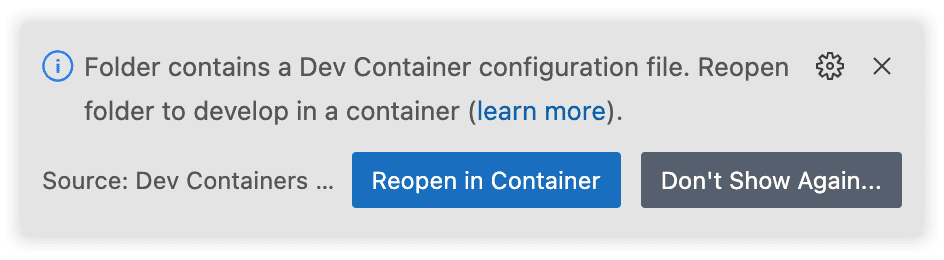 Folder contains a Dev Container configuration file. Reopen
folder to develop in a container (learn more).
Source: Dev Containers ...
Reopen in Container
Don't Show Again...